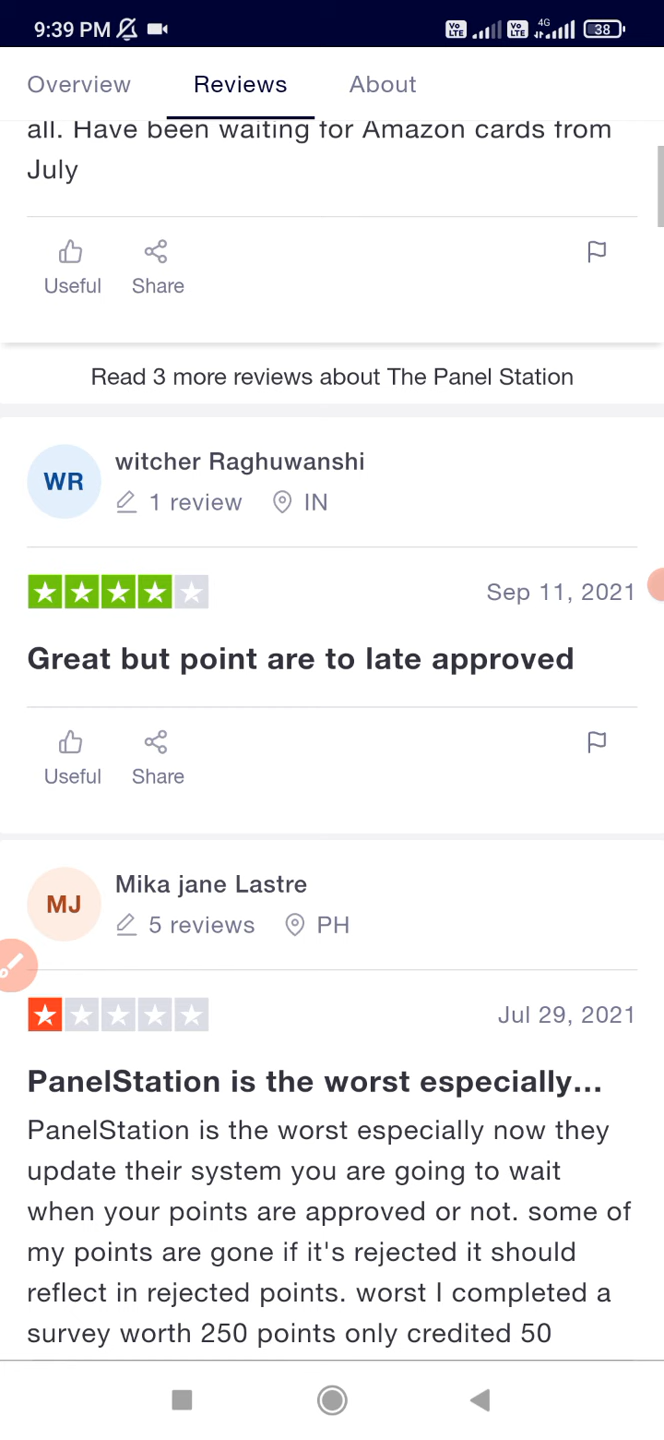 9:39 PM
Vo LTE Vo LTE 4G 38
Overview Reviews About
all. Have been waiting for Amazon cards from
July
Useful Share
Read 3 more reviews about The Panel Station
WR
witcher Raghuwanshi
1 review IN
Sep 11, 2021
Great but point are to late approved
Useful Share
MJ
Mika jane Lastre
5 reviews PH
Jul 29, 2021
PanelStation is the worst especially...
PanelStation is the worst especially now they
update their system you are going to wait
when your points are approved or not. some of
my points are gone if it's rejected it should
reflect in rejected points. worst I completed a
survey worth 250 points only credited 50